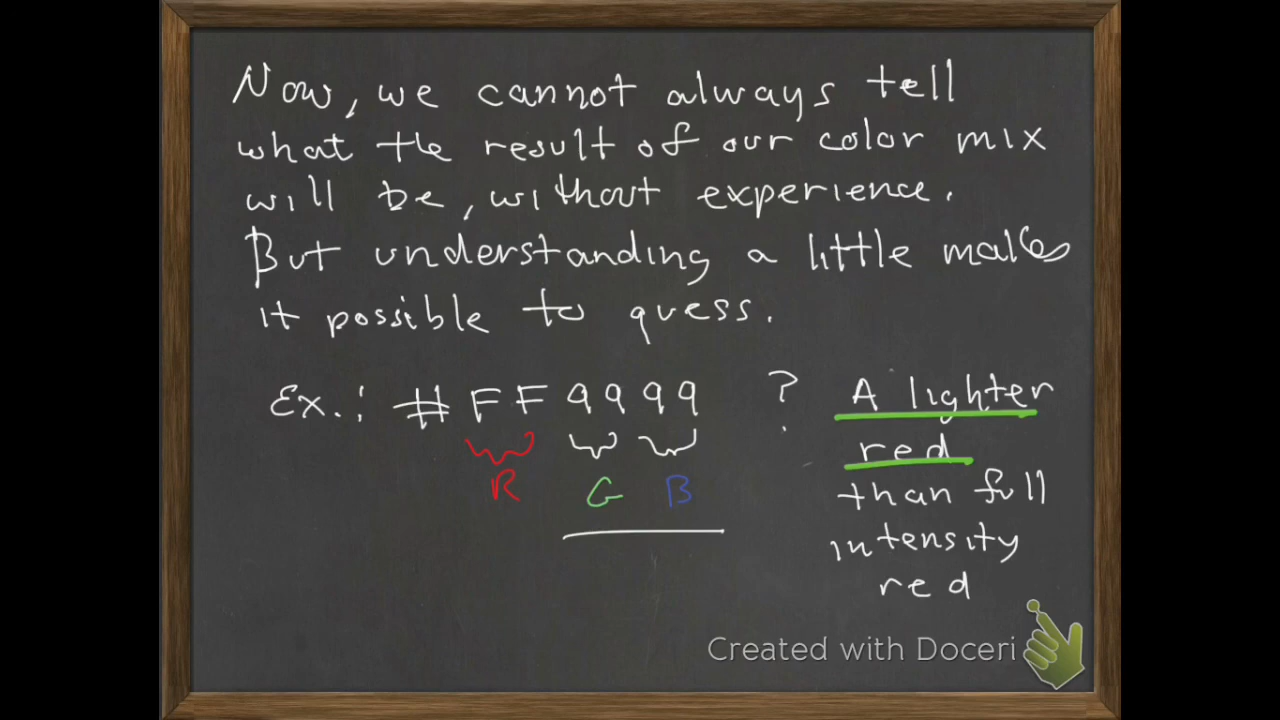 Now, we cannot always tell
what the result of our color mix
will be, without experience.
But understanding a little makes
it possible to guess.
Ex.: #FF9999 ? A lighter
red
R G B
than full
intensity
red
Created with Doceri